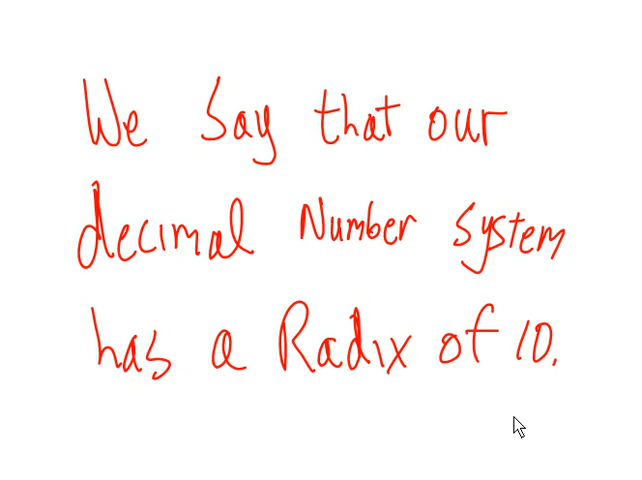 We Say that our
decimal Number System
has a Radix of 10.